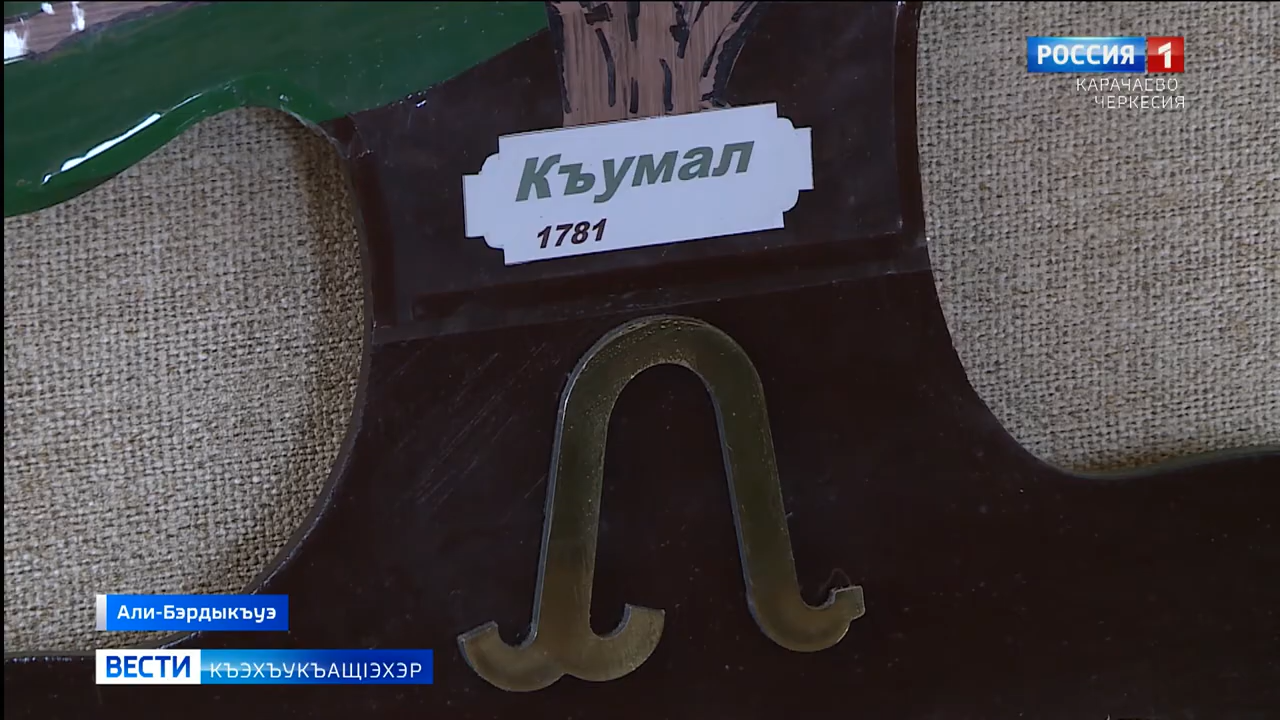 РОССИЯ 1
КАРАЧАЕВО
ЧЕРКЕСИЯ
Къумал
1781
Али-Бэрдыкъуэ
ВЕСТИ КЪЭХЪУКЪАЩІЭХЭР